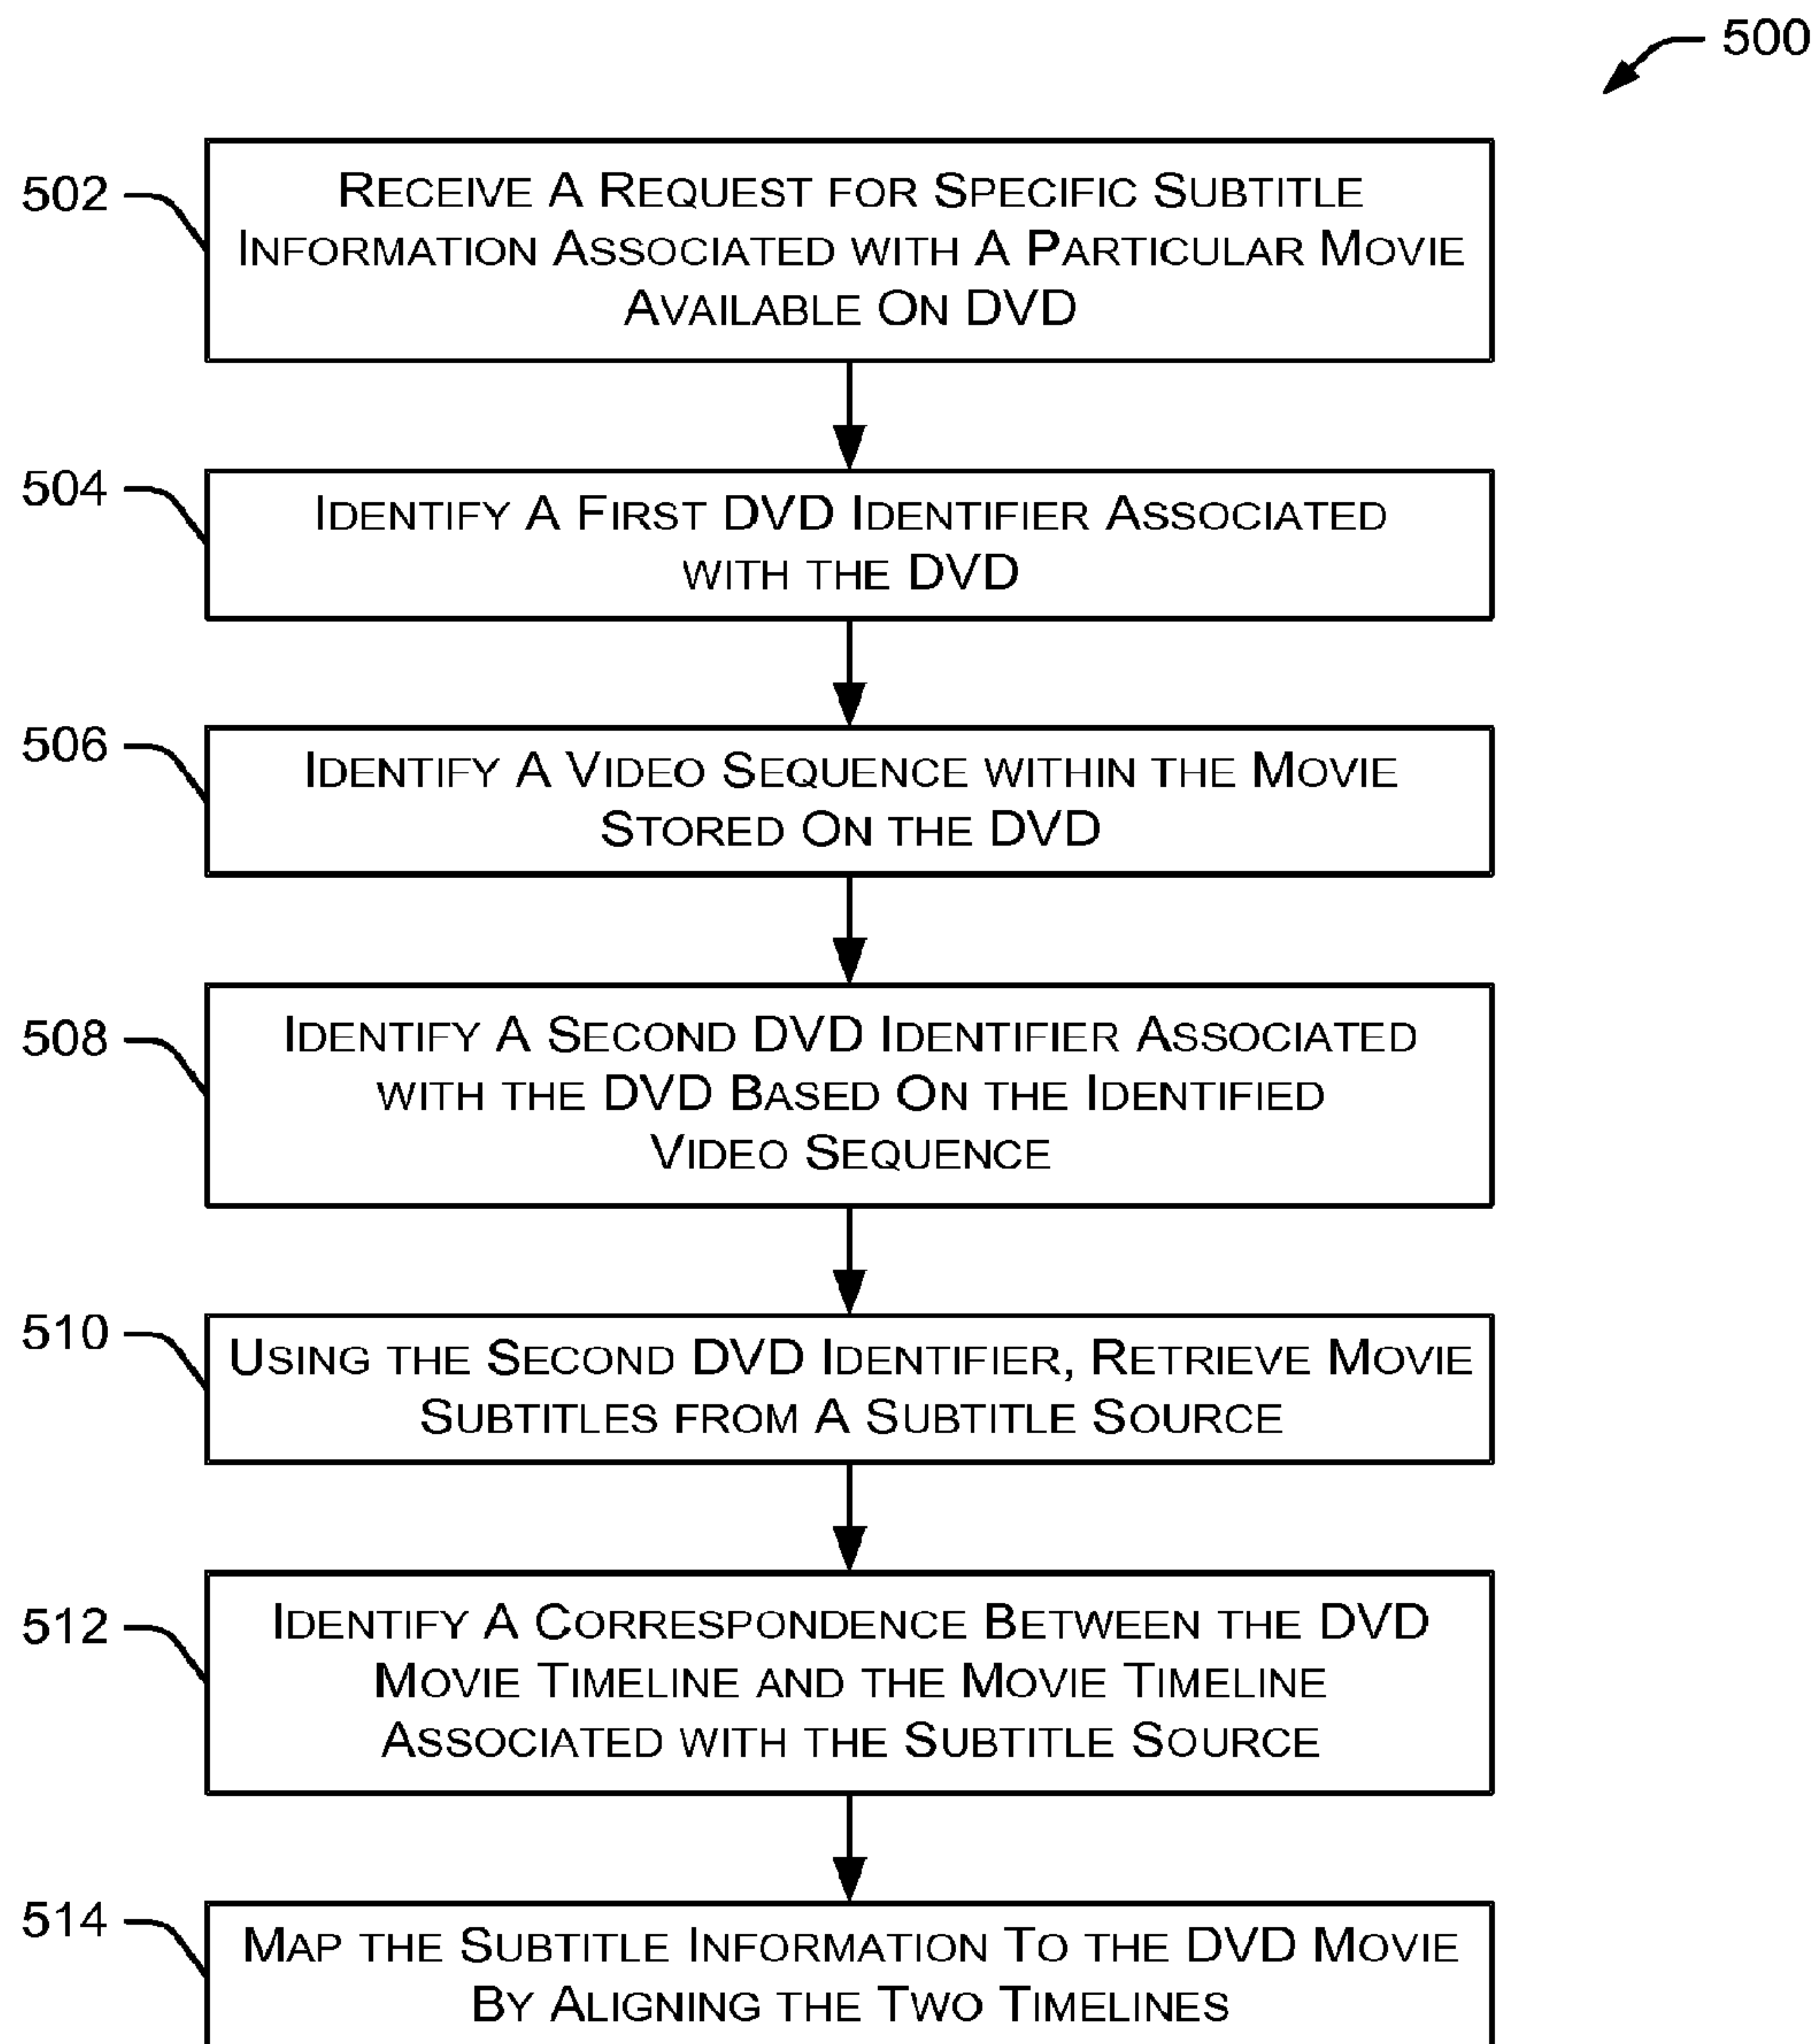 500
502
RECEIVE A REQUEST FOR SPECIFIC SUBTITLE
INFORMATION ASSOCIATED WITH A PARTICULAR MOVIE
AVAILABLE ON DVD
504
IDENTIFY A FIRST DVD IDENTIFIER ASSOCIATED
WITH THE DVD
506
IDENTIFY A VIDEO SEQUENCE WITHIN THE MOVIE
STORED ON THE DVD
508
IDENTIFY A SECOND DVD IDENTIFIER ASSOCIATED
WITH THE DVD BASED ON THE IDENTIFIED
VIDEO SEQUENCE
510
USING THE SECOND DVD IDENTIFIER, RETRIEVE MOVIE
SUBTITLES FROM A SUBTITLE SOURCE
512
IDENTIFY A CORRESPONDENCE BETWEEN THE DVD
MOVIE TIMELINE AND THE MOVIE TIMELINE
ASSOCIATED WITH THE SUBTITLE SOURCE
514
MAP THE SUBTITLE INFORMATION TO THE DVD MOVIE
BY ALIGNING THE TWO TIMELINES